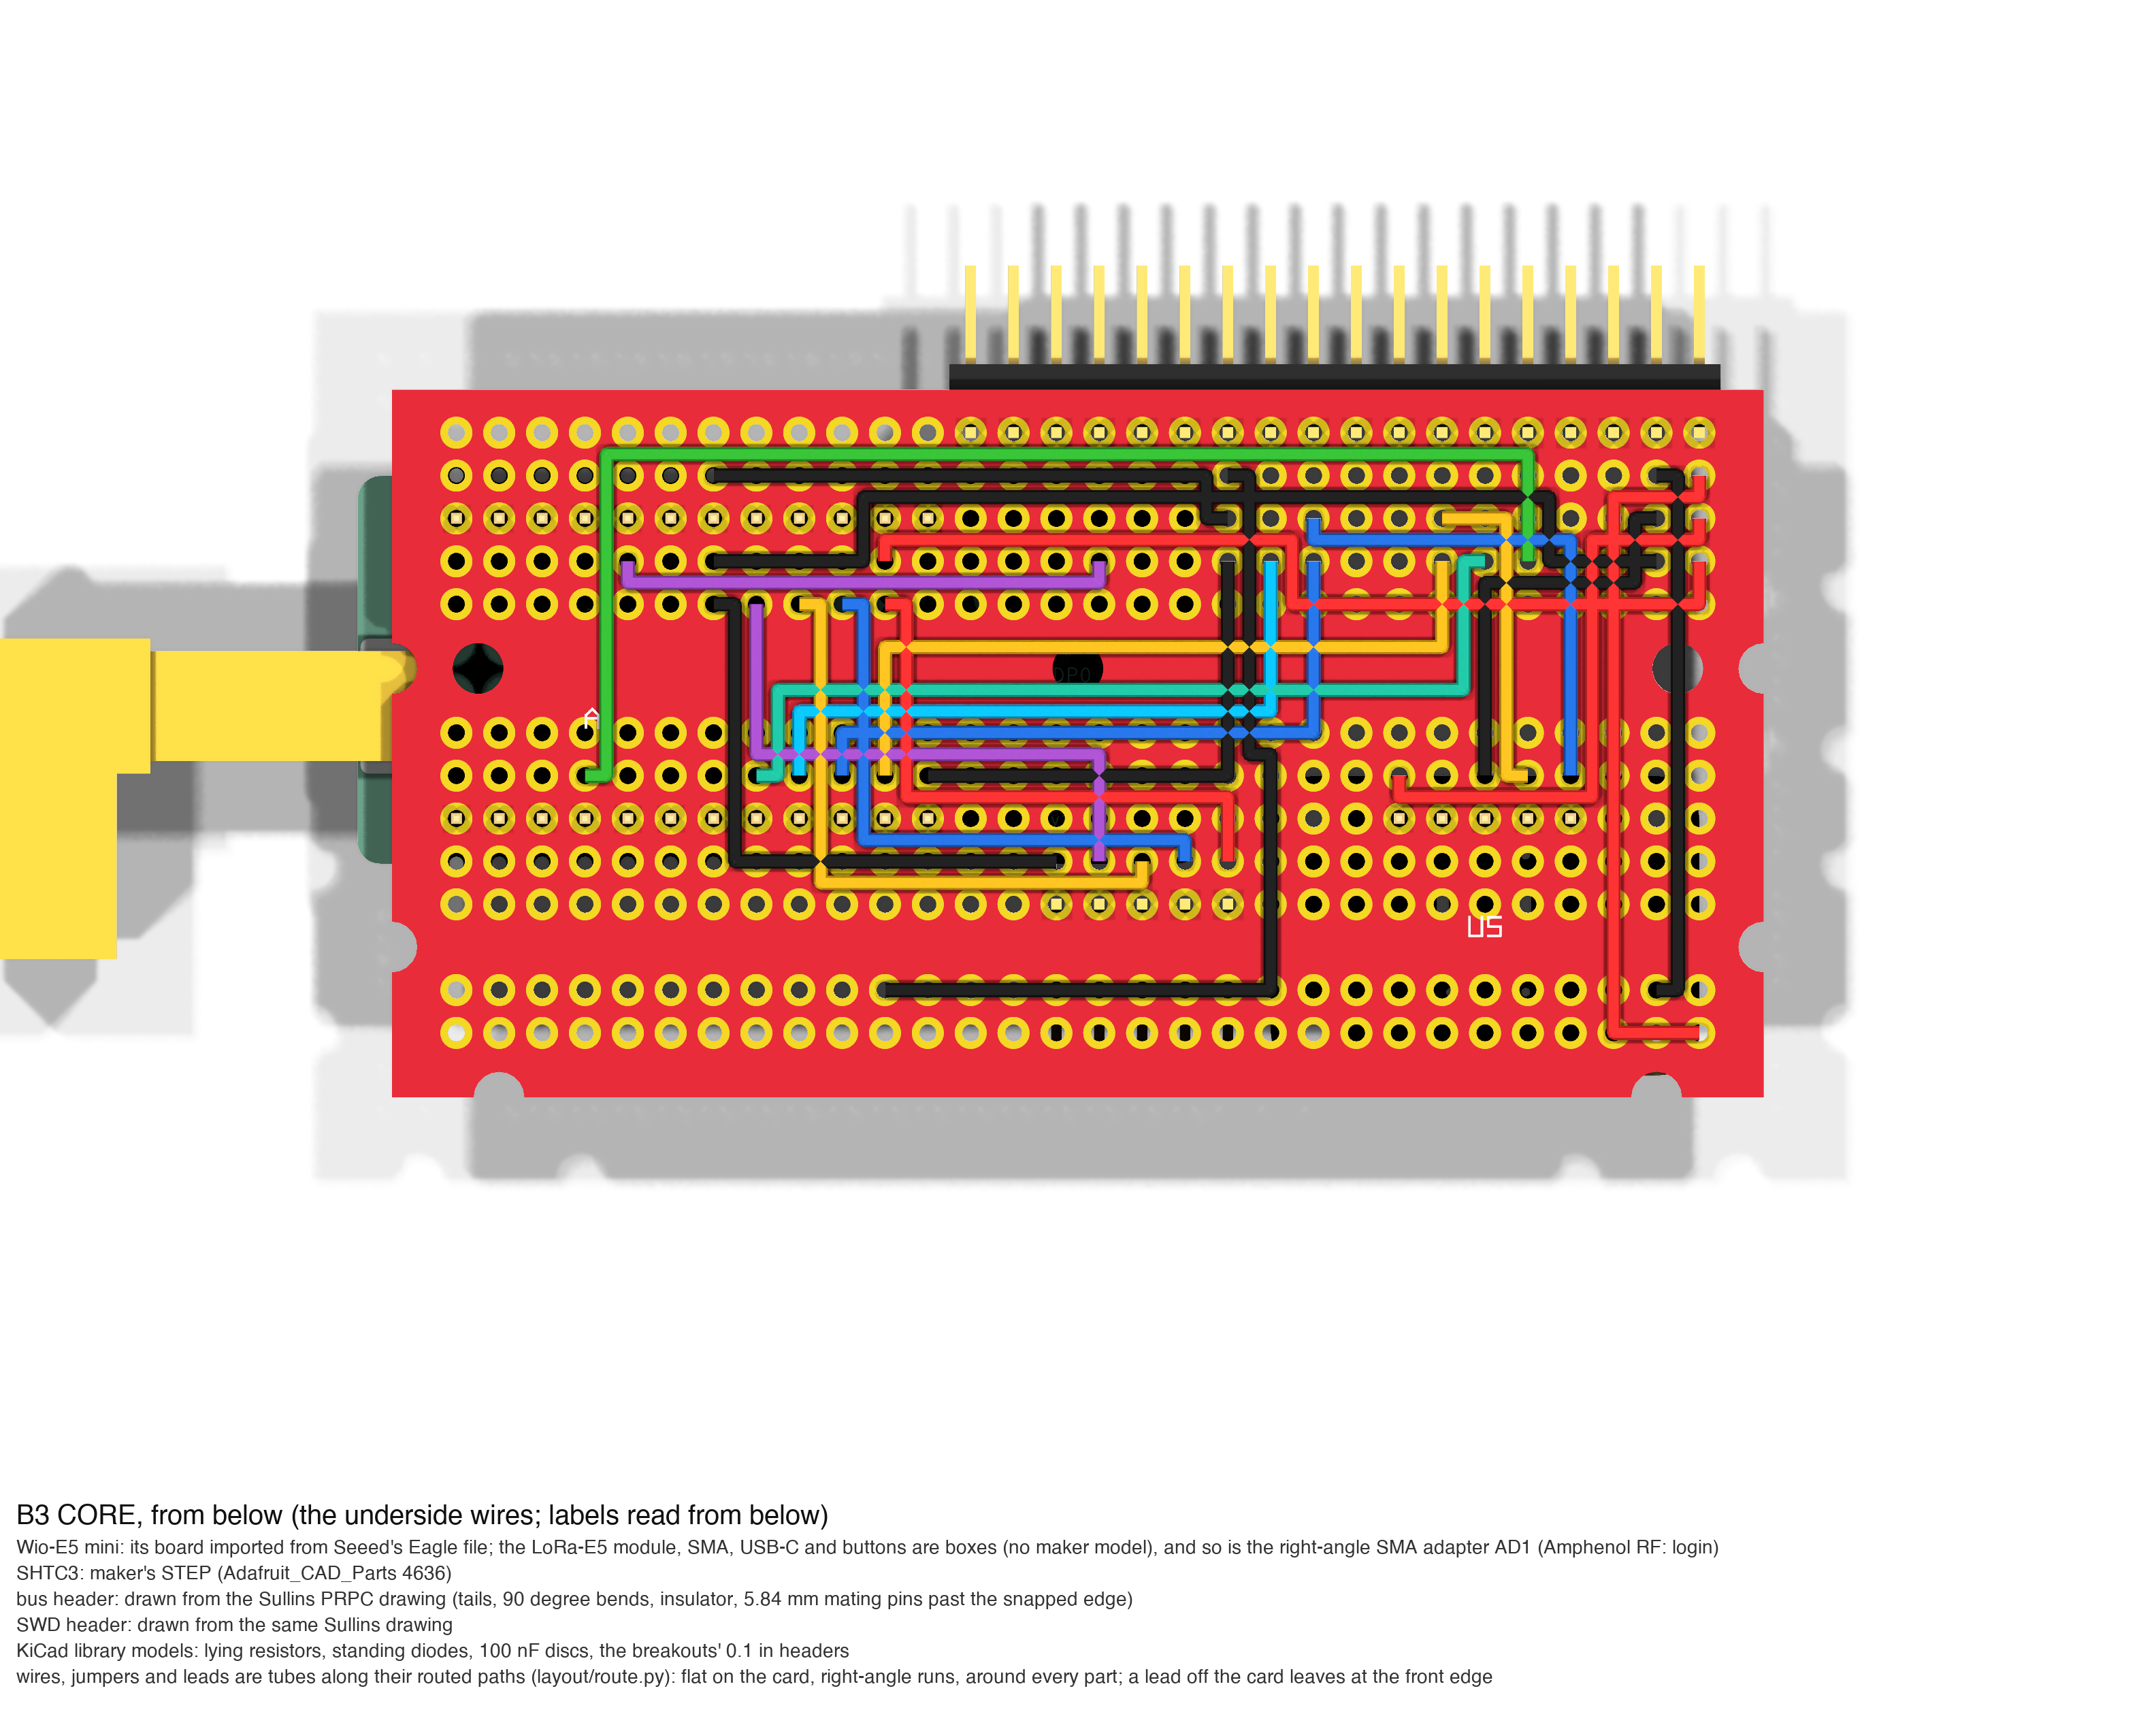 DPO
A
US
B3 CORE, from below (the underside wires; labels read from below)
Wio-E5 mini: its board imported from Seeed's Eagle file; the LoRa-E5 module, SMA, USB-C and buttons are boxes (no maker model), and so is the right-angle SMA adapter AD1 (Amphenol RF: login)
SHTC3: maker's STEP (Adafruit_CAD_Parts 4636)
bus header: drawn from the Sullins PRPC drawing (tails, 90 degree bends, insulator, 5.84 mm mating pins past the snapped edge)
SWD header: drawn from the same Sullins drawing
KiCad library models: lying resistors, standing diodes, 100 nF discs, the breakouts' 0.1 in headers
wires, jumpers and leads are tubes along their routed paths (layout/route.py): flat on the card, right-angle runs, around every part; a lead off the card leaves at the front edge